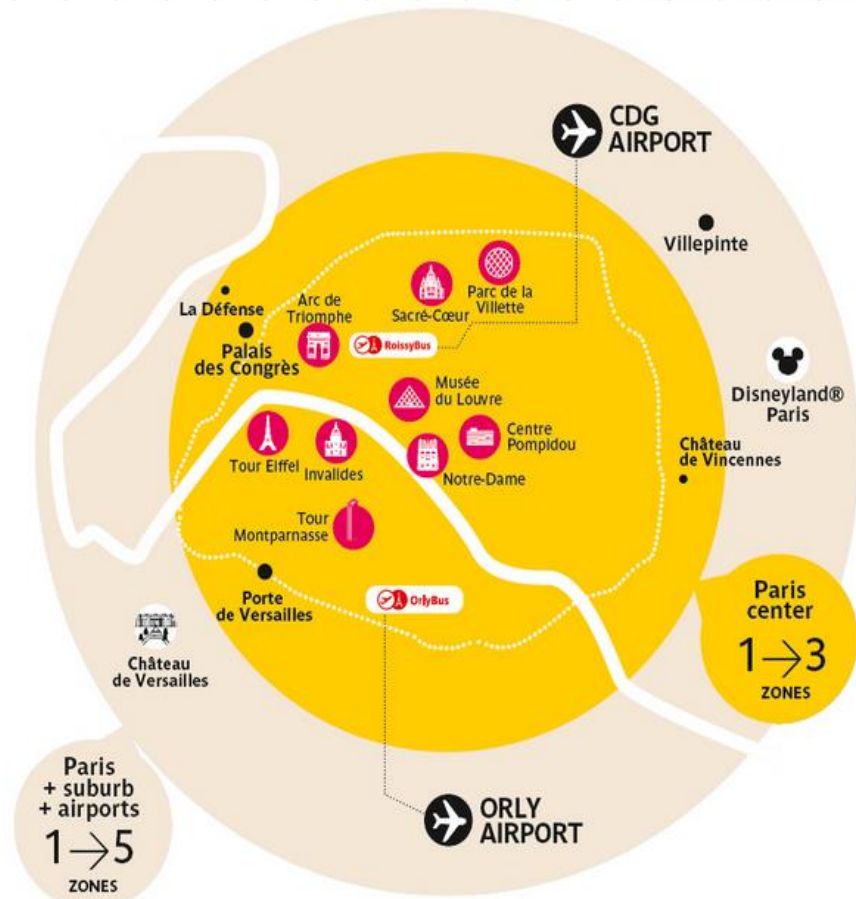 CDG
AIRPORT
Villepinte
La Défense
Palais
des Congrès
Arc de
Triomphe
Sacré-Cœur
Parc de la
Villette
RoissyBus
Musée
du Louvre
Disneyland®
Paris
Tour Eiffel
Invalides
Notre-Dame
Centre
Pompidou
Château
de Vincennes
Tour
Montparnasse
Porte
de Versailles
OrlyBus
Paris
center
1→3
ZONES
Château
de Versailles
Paris
+ suburb
+ airports
1→5
ZONES
ORLY
AIRPORT